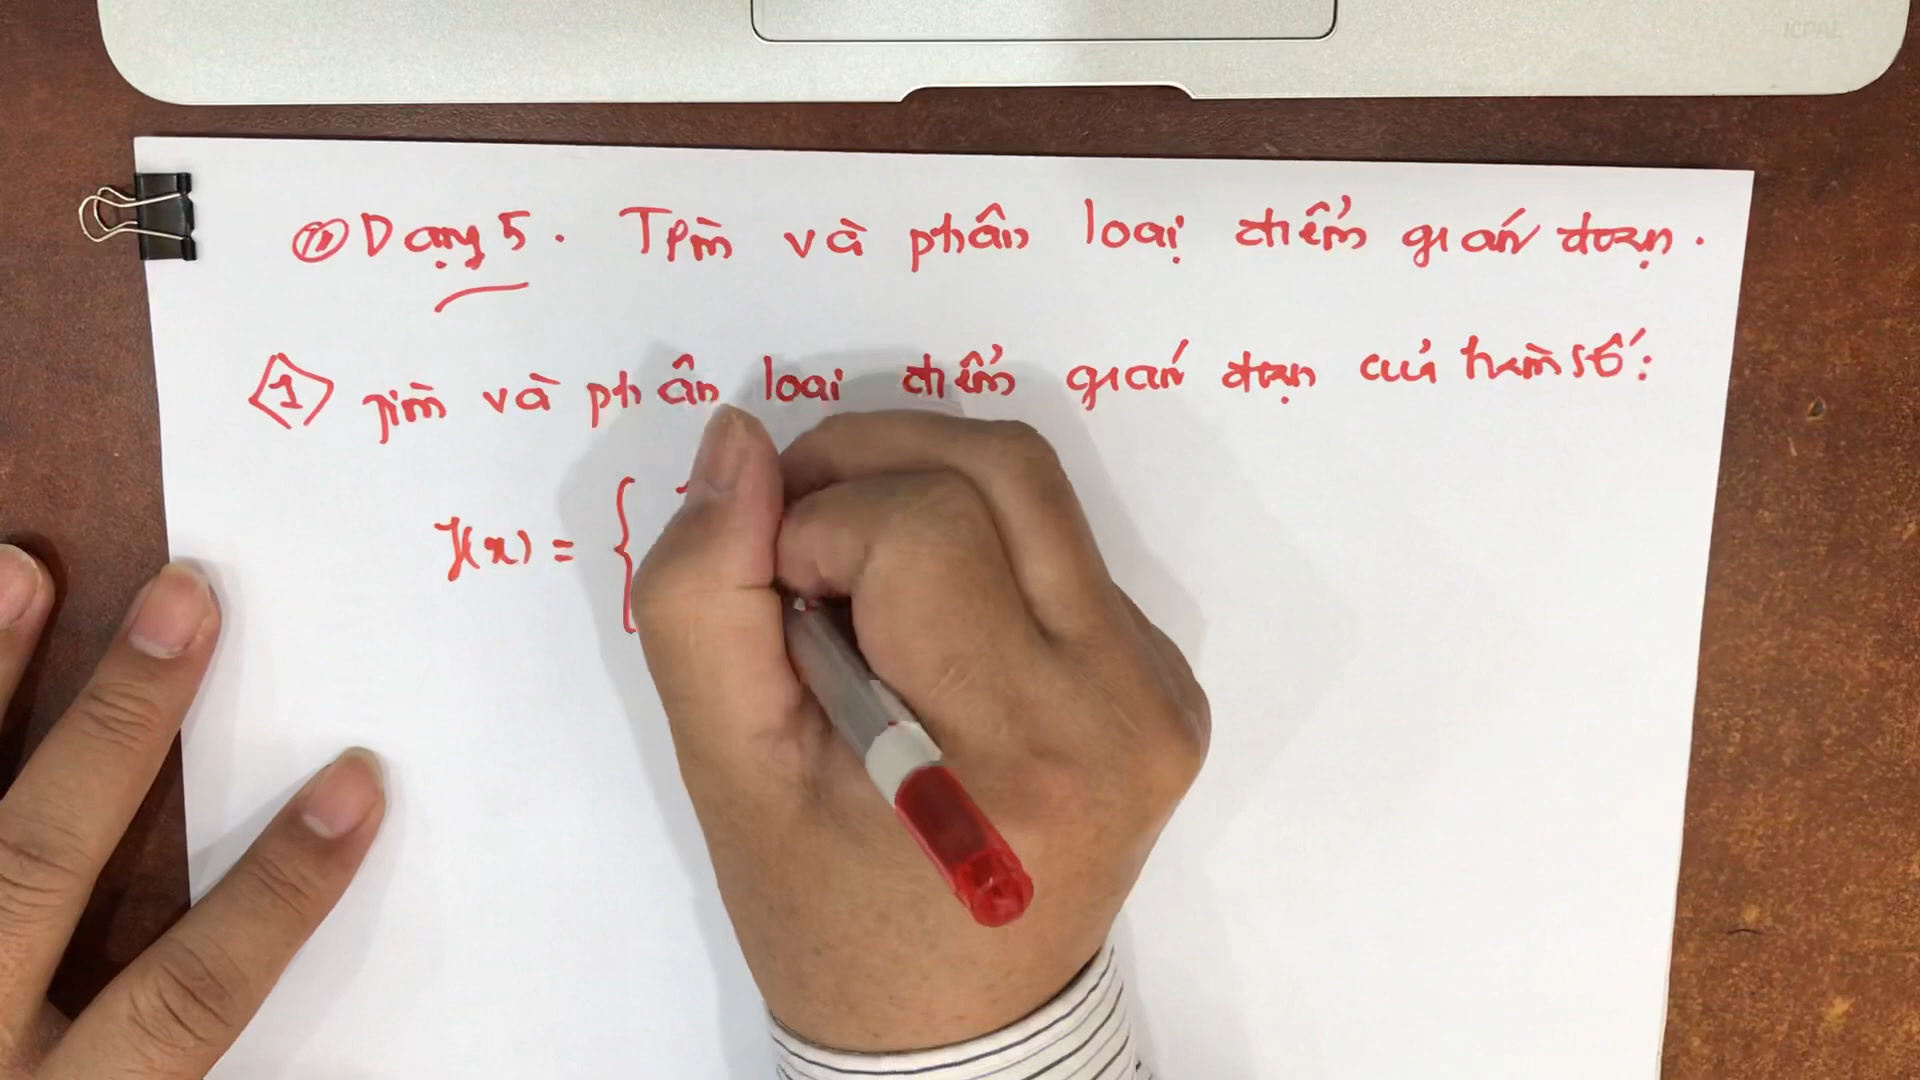 Dạng 5. Tìm và phân loại điểm gián đoạn.
1 Tìm và phân loại điểm gián đoạn của hàm số:
f(x) = {